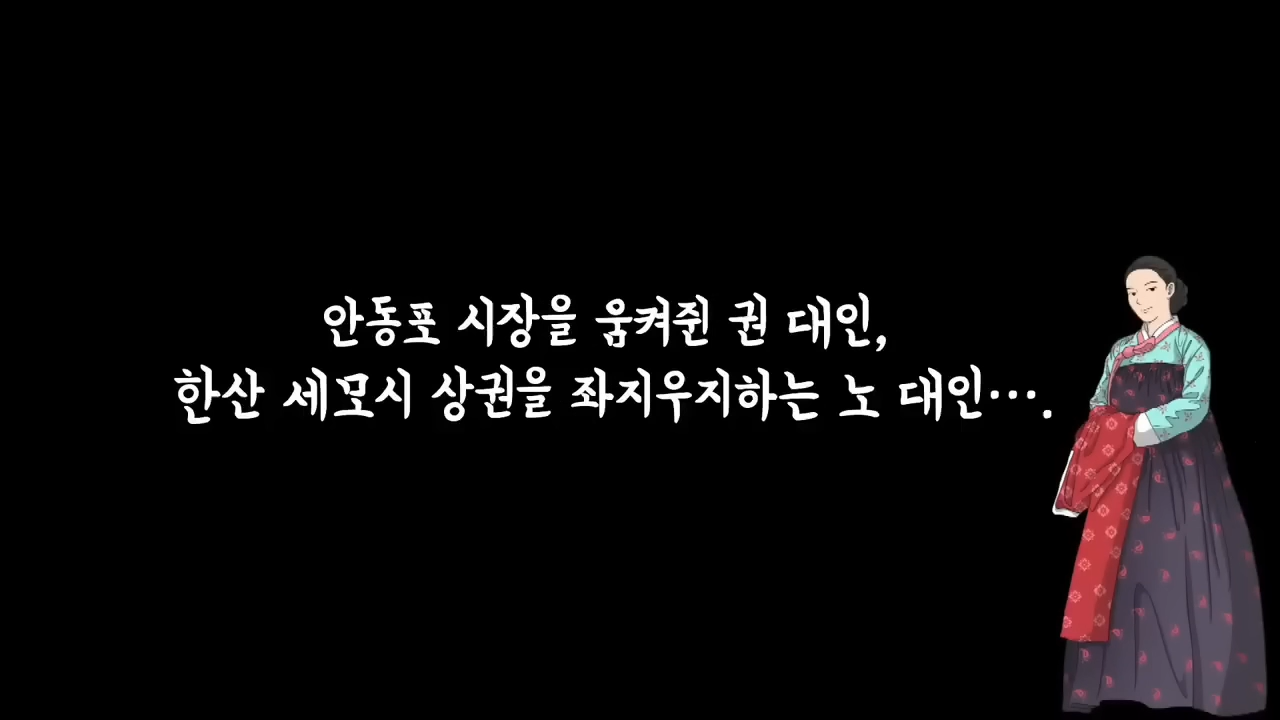 안동포 시장을 움켜쥔 권 대인,
한산 세모시 상권을 좌지우지하는 노 대인….